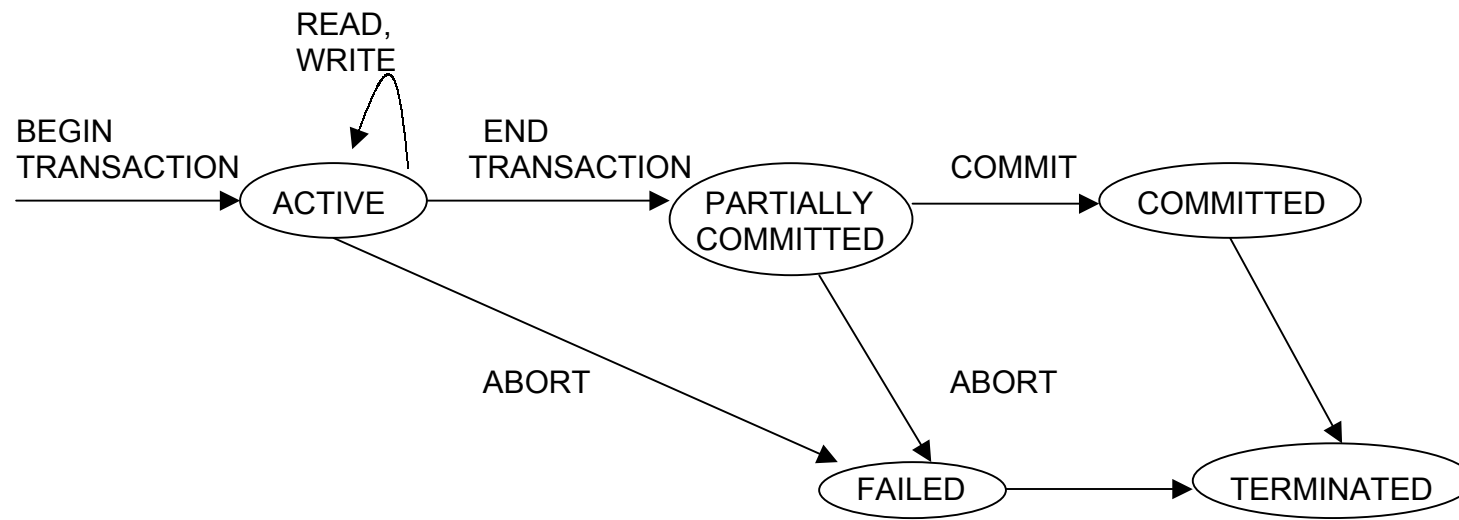 READ,
WRITE
BEGIN
TRANSACTION
END
TRANSACTION
COMMIT
ACTIVE
PARTIALLY
COMMITTED
COMMITTED
ABORT
ABORT
FAILED
TERMINATED